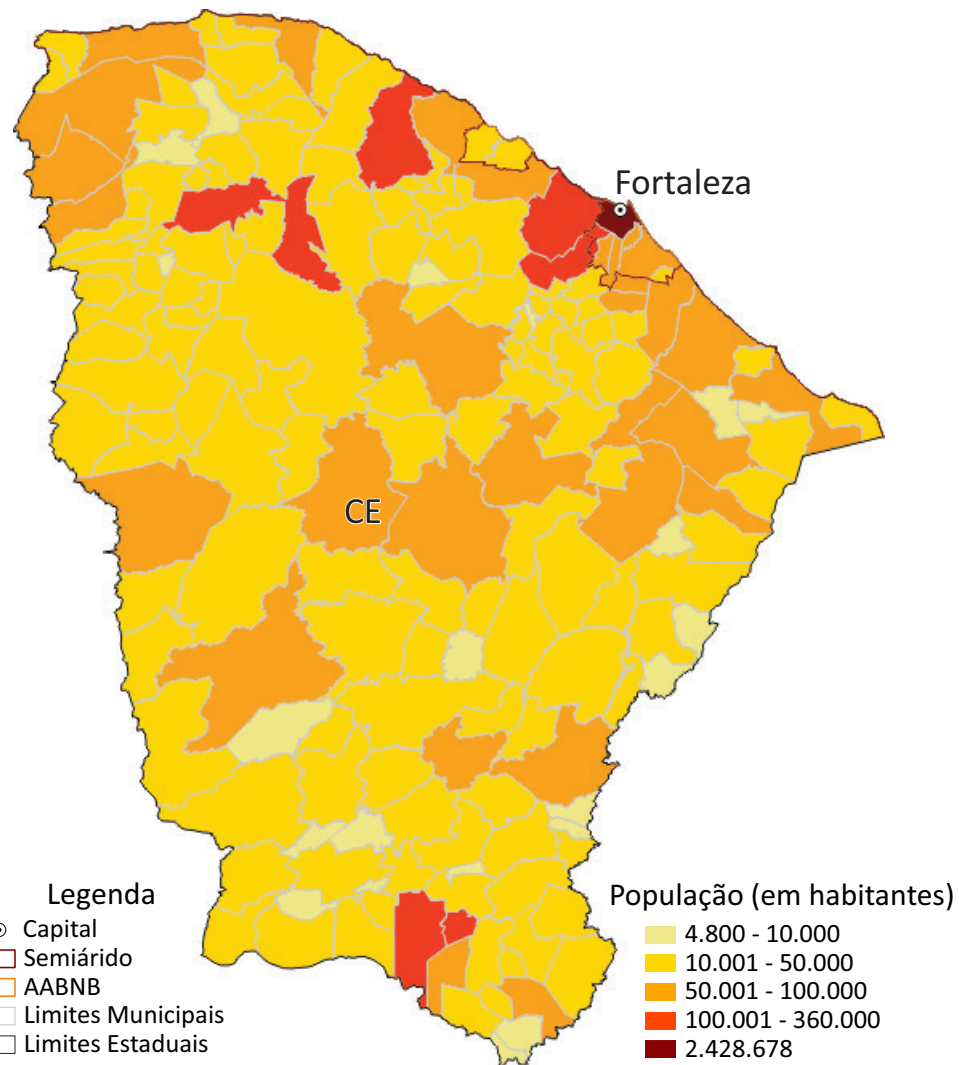 Fortaleza
CE
Legenda
Capital
Semiárido
AABNB
Limites Municipais
Limites Estaduais
População (em habitantes)
4.800 - 10.000
10.001 - 50.000
50.001 - 100.000
100.001 - 360.000
2.428.678